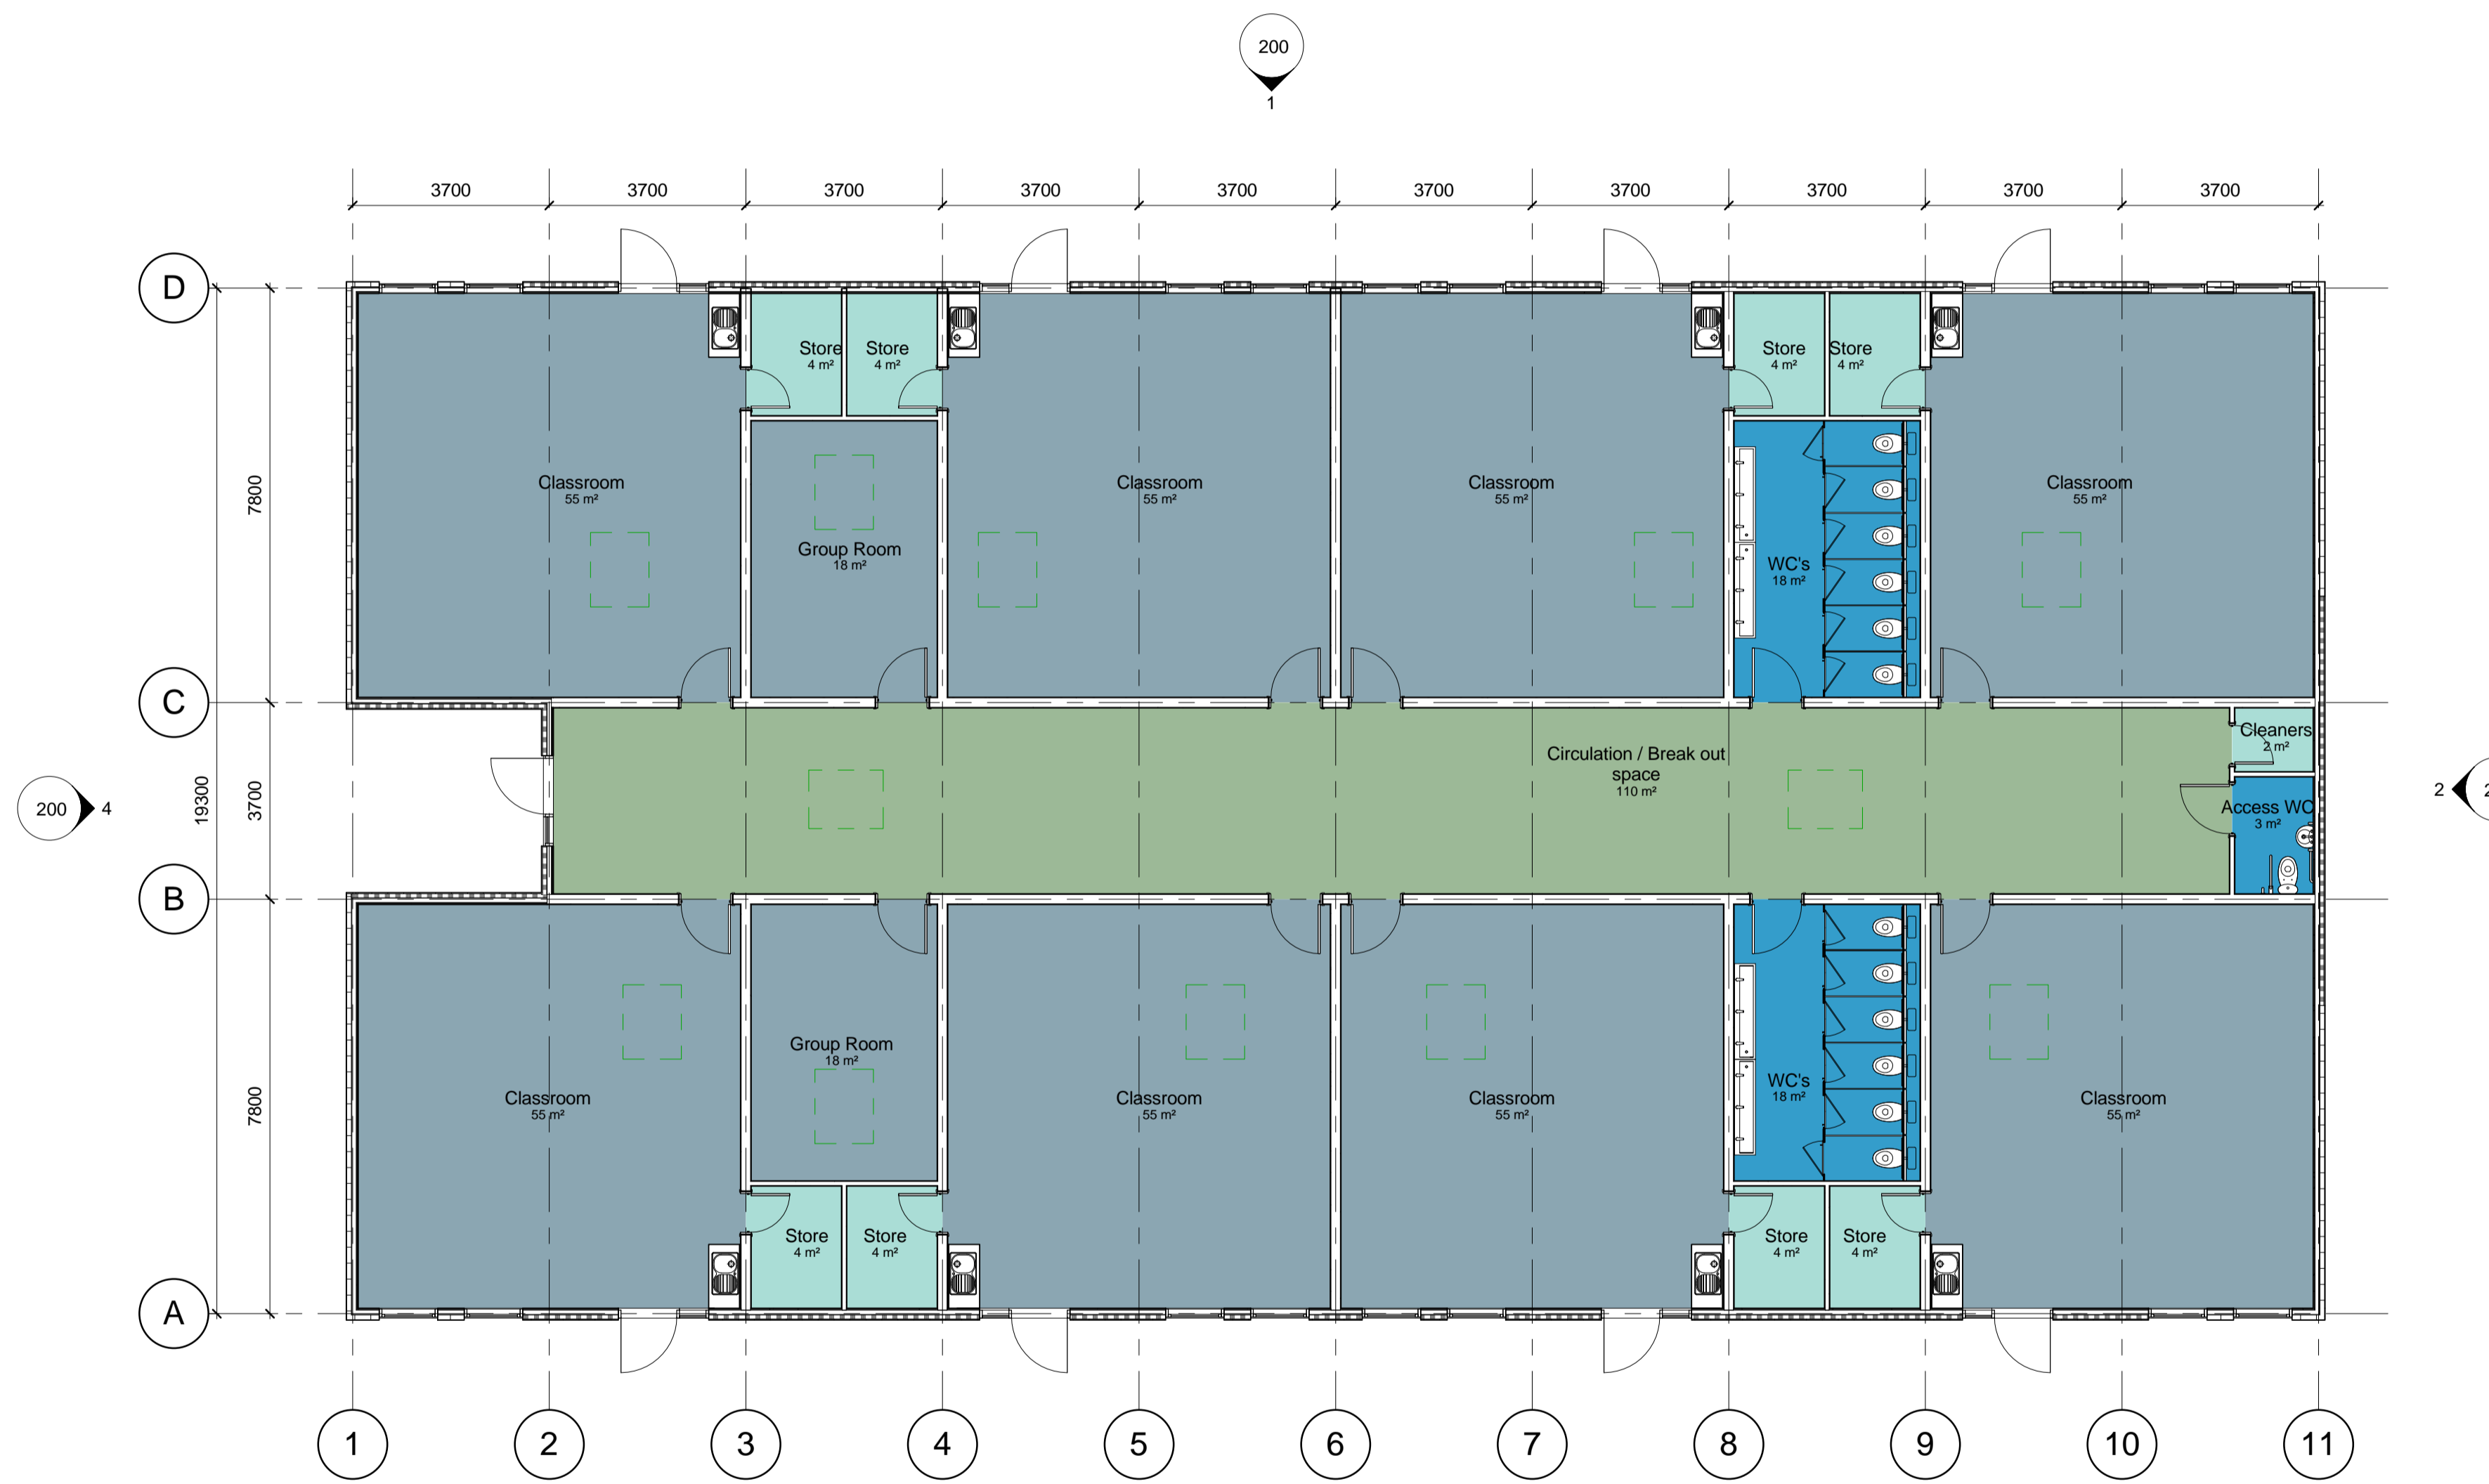 200
1
3700 3700 3700 3700 3700 3700 3700 3700 3700 3700
D
Store
4 m²
Store
4 m²
Store
4 m²
Store
4 m²
7800
Classroom
55 m²
Classroom
55 m²
Classroom
55 m²
Classroom
55 m²
Group Room
18 m²
WC's
18 m²
C
Cleaners
2 m²
Circulation / Break out
space
110 m²
200
4
19300
3700
Access WC
3 m²
2
B
Group Room
18 m²
WC's
18 m²
7800
Classroom
55 m²
Classroom
55 m²
Classroom
55 m²
Classroom
55 m²
Store
4 m²
Store
4 m²
Store
4 m²
Store
4 m²
A
1 2 3 4 5 6 7 8 9 10 11